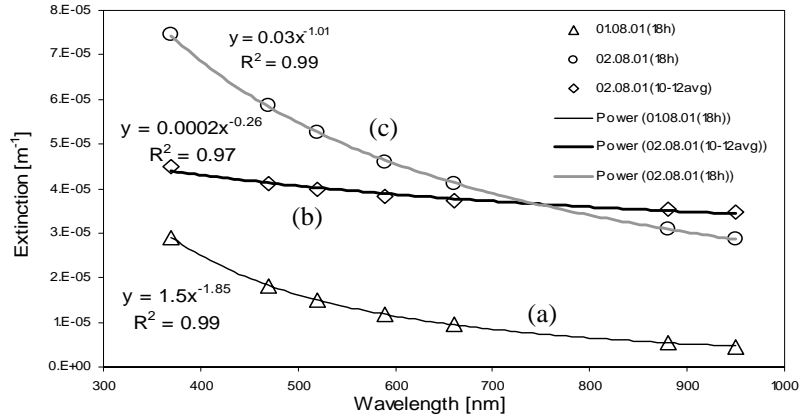 8.E-05
7.E-05
6.E-05
5.E-05
4.E-05
3.E-05
2.E-05
1.E-05
0.E+00
Extinction [m⁻¹]
y = 0.03x⁻¹·⁰¹
R² = 0.99
y = 0.0002x⁻⁰·²⁶
R² = 0.97
y = 1.5x⁻¹·⁸⁵
R² = 0.99
(c)
(b)
(a)
01.08.01(18h)
02.08.01(18h)
02.08.01(10-12avg)
Power (01.08.01(18h))
Power (02.08.01(10-12avg))
Power (02.08.01(18h))
300 400 500 600 700 800 900 1000
Wavelength [nm]